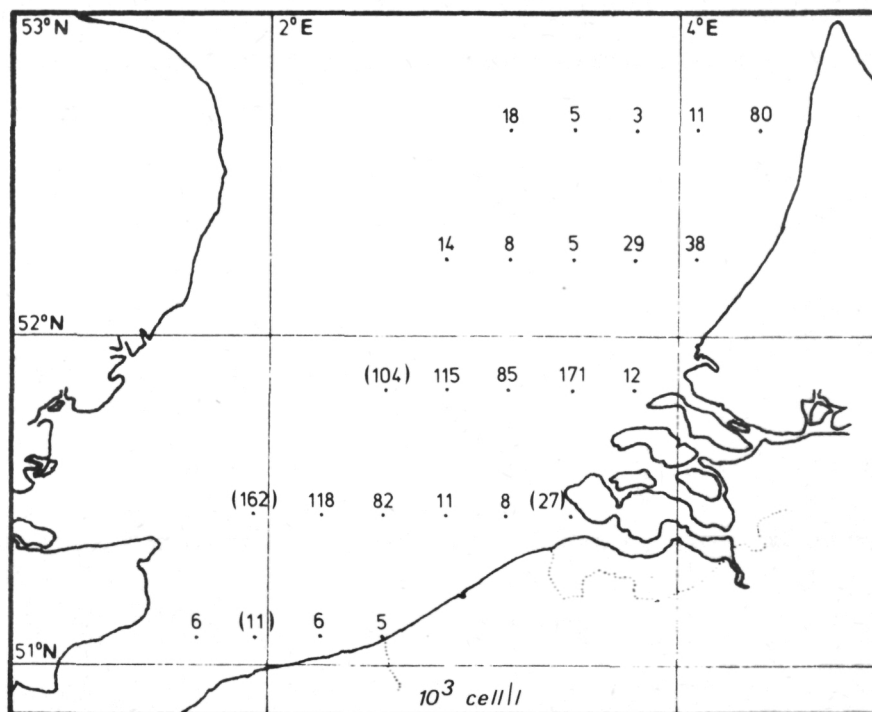 53°N 2°E 4°E
18 5 3 11 80
14 8 5 29 38
52°N
(104) 115 85 171 12
(162) 118 82 11 8 (27)
6 (11) 6 5
51°N
10³ cell/l